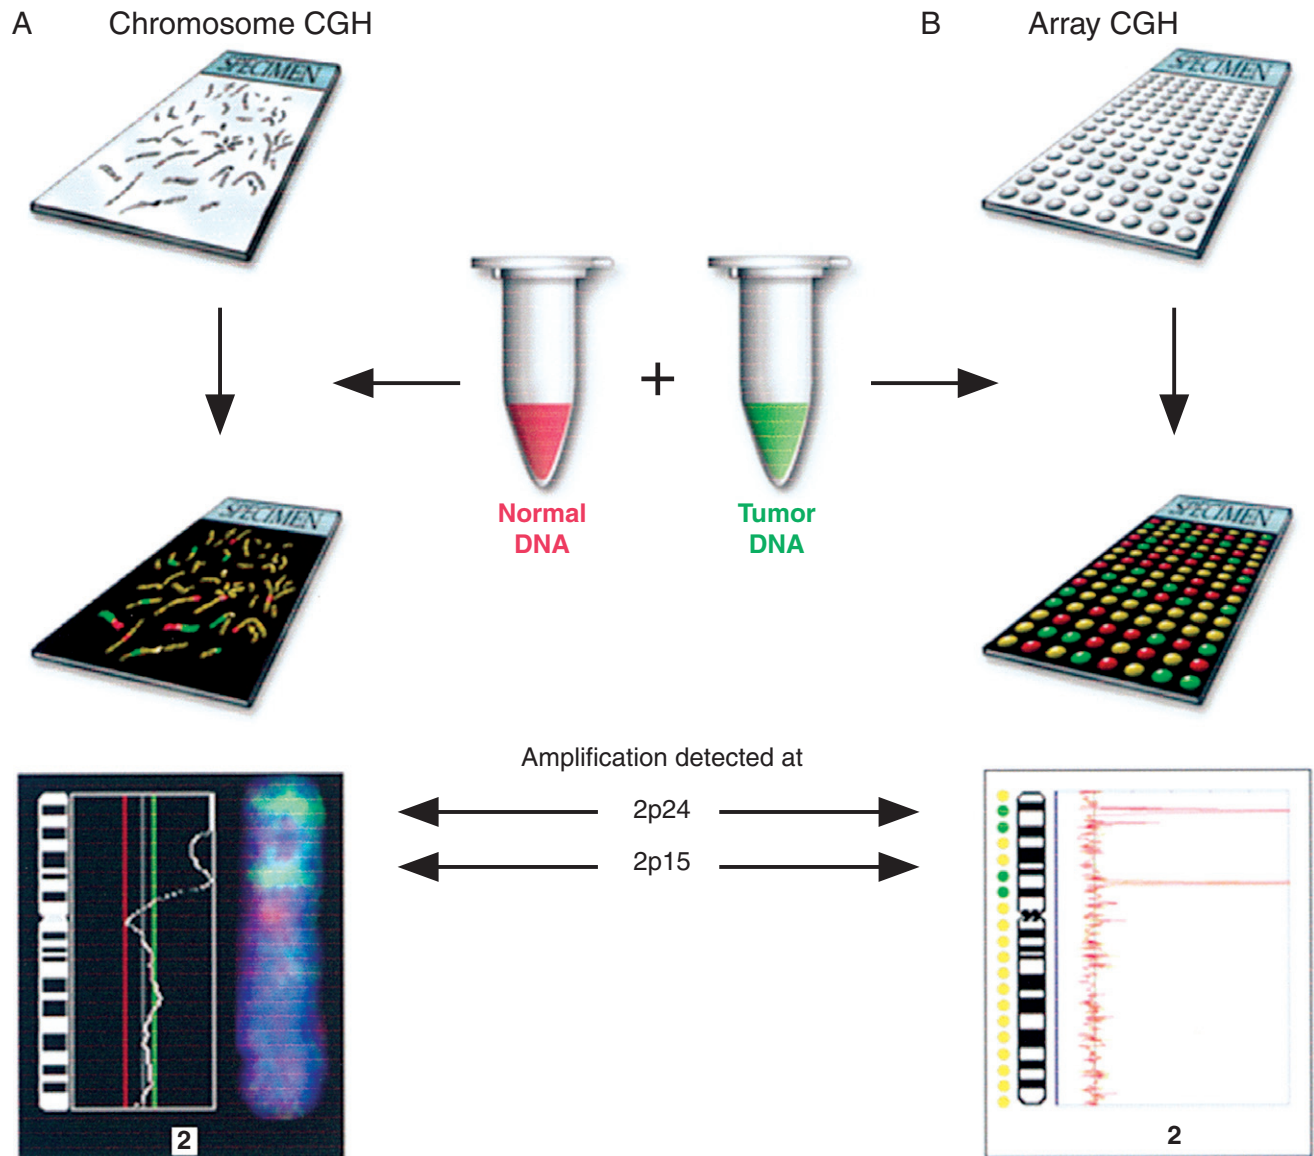 A Chromosome CGH
B Array CGH
SPECIMEN
SPECIMEN
+
Normal
DNA
Tumor
DNA
SPECIMEN
SPECIMEN
Amplification detected at
2p24
2p15
2
2